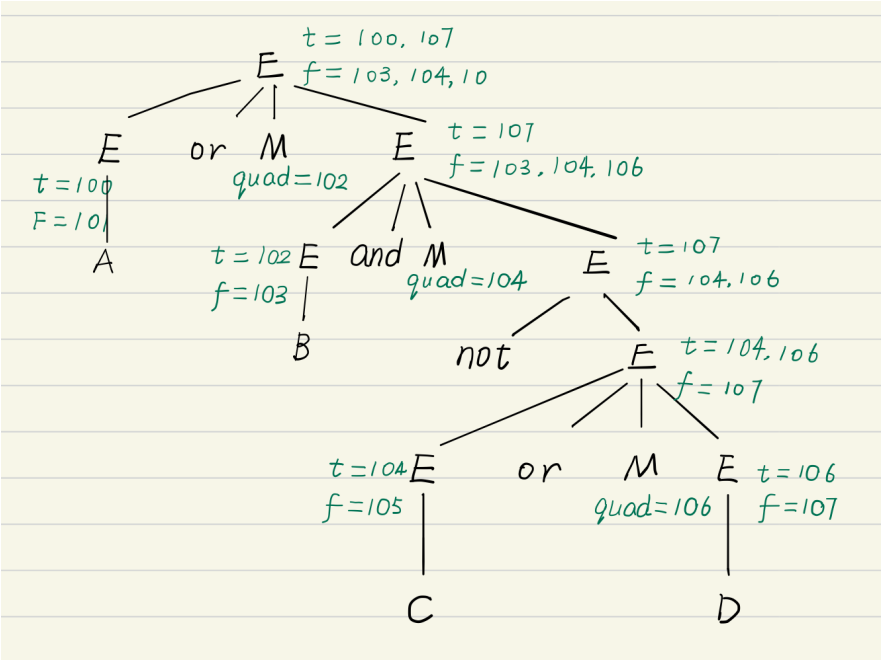 t = 100, 107
E f = 103, 104, 10
t = 107
E or M E
f = 103, 104, 106
t = 100 quad=102
F = 101
t = 102 E and M E t = 107
A
f = 103 quad=104 f = 104, 106
B not E t = 104, 106
f = 107
t = 104 E or M E t = 106
f = 105 quad=106 f = 107
C D